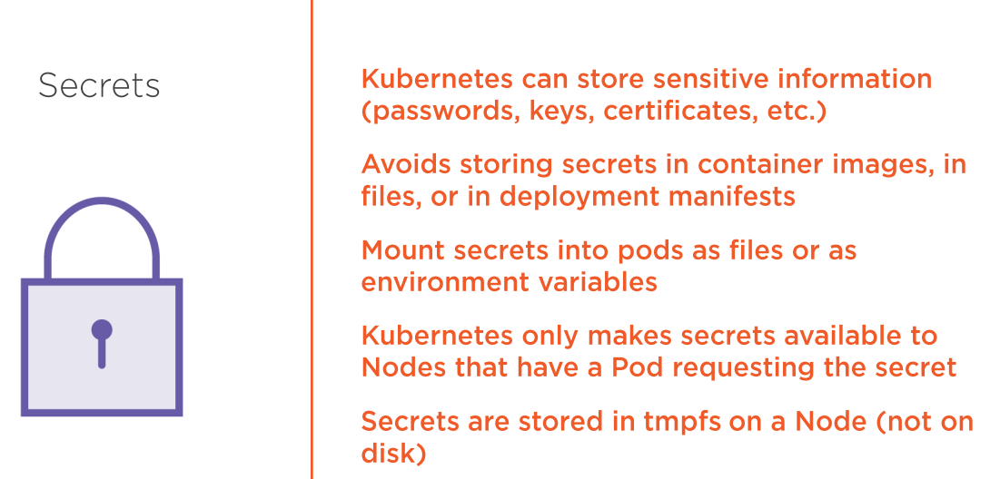 Secrets
Kubernetes can store sensitive information
(passwords, keys, certificates, etc.)
Avoids storing secrets in container images, in
files, or in deployment manifests
Mount secrets into pods as files or as
environment variables
Kubernetes only makes secrets available to
Nodes that have a Pod requesting the secret
Secrets are stored in tmpfs on a Node (not on
disk)